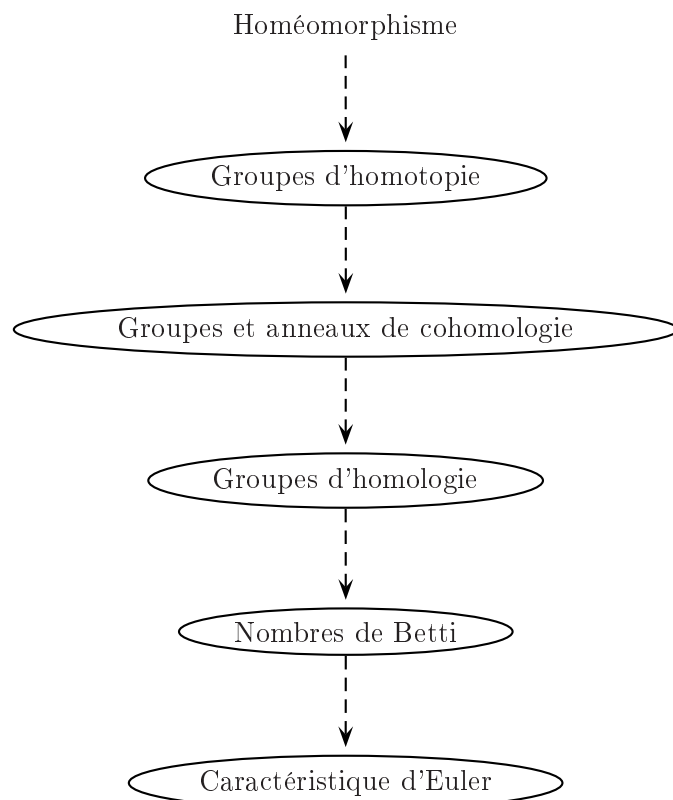 Homéomorphisme
Groupes d'homotopie
Groupes et anneaux de cohomologie
Groupes d'homologie
Nombres de Betti
Caractéristique d'Euler